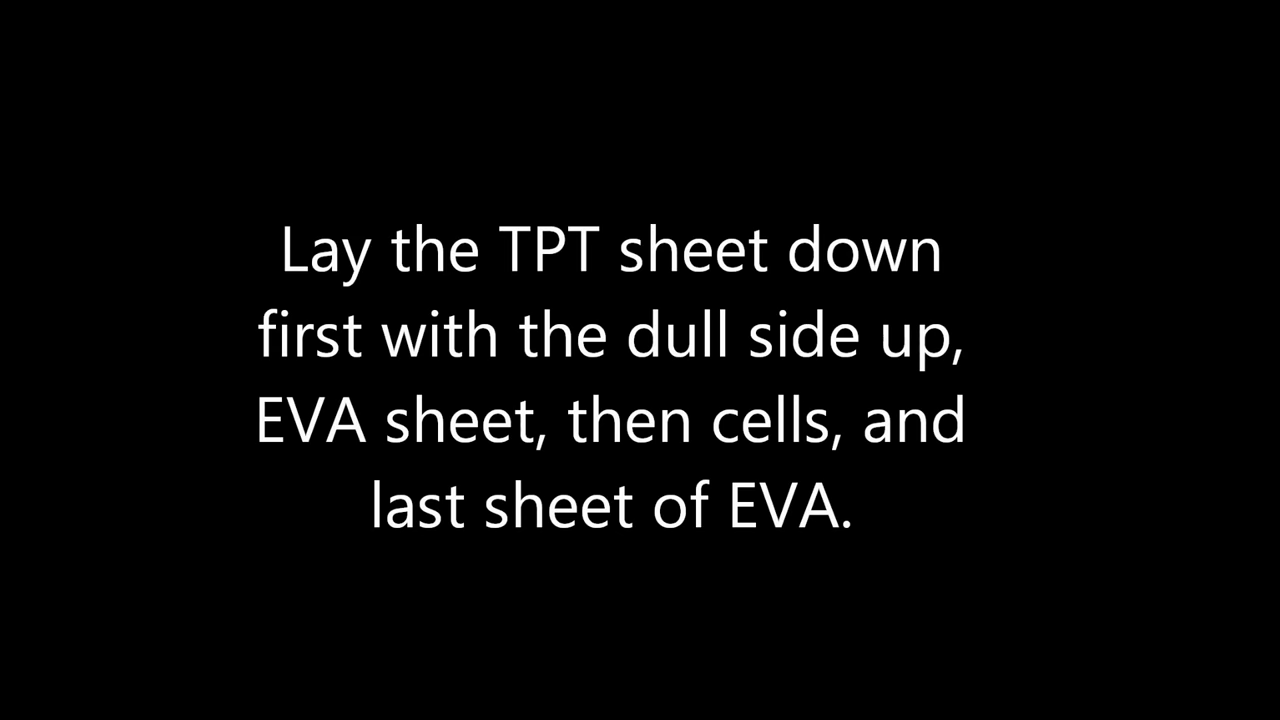 Lay the TPT sheet down
first with the dull side up,
EVA sheet, then cells, and
last sheet of EVA.